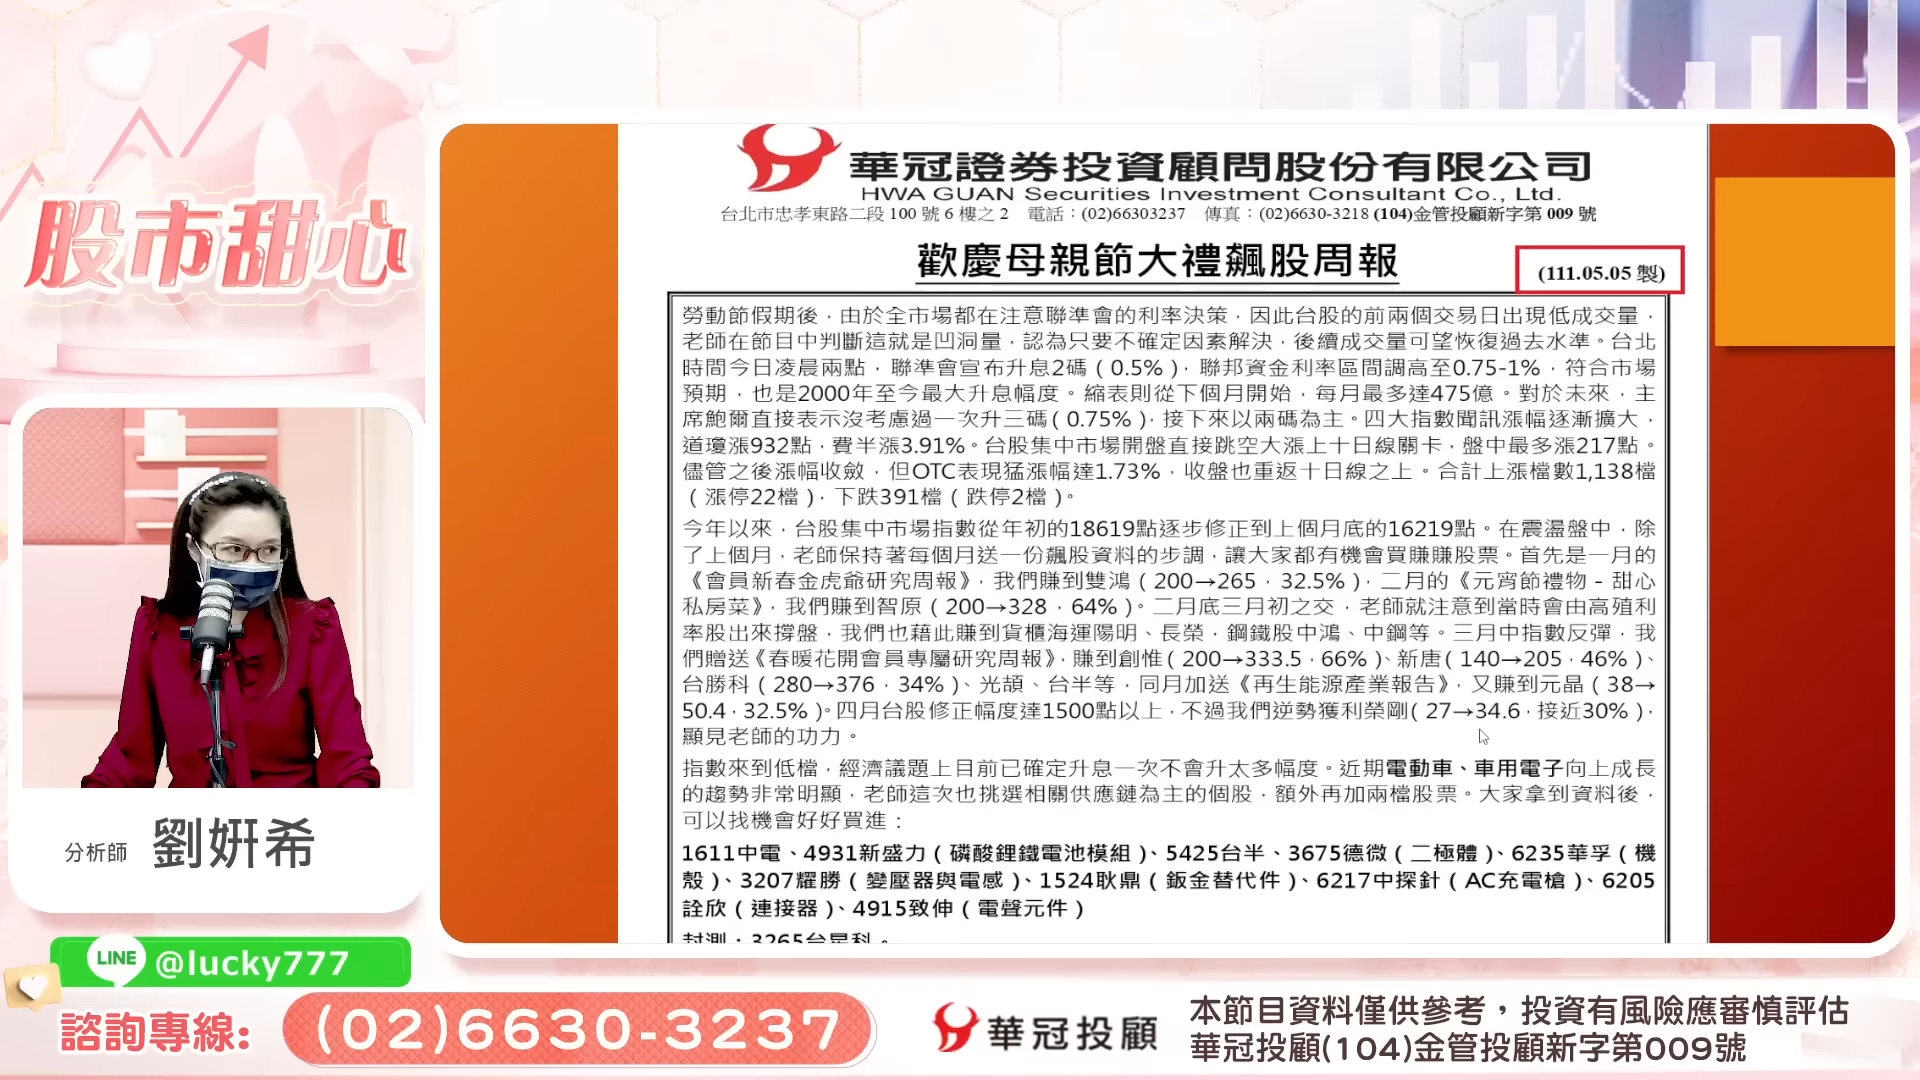 股市甜心
華冠證券投資顧問股份有限公司
HWA GUAN Securities Investment Consultant Co., Ltd.
台北市忠孝東路二段 100 號 6 樓之 2 電話：(02)66303237 傳真：(02)6630-3218 (104)金管投顧新字第 009 號
歡慶母親節大禮飆股周報
(111.05.05 製)
勞動節假期後，由於全市場都在注意聯準會的利率決策，因此台股的前兩個交易日出現低成交量，
老師在節目中判斷這就是凹洞量，認為只要不確定因素解決，後續成交量可望恢復過去水準。台北
時間今日凌晨兩點，聯準會宣布升息2碼（0.5%），聯邦資金利率區間調高至0.75-1%，符合市場
預期，也是2000年至今最大升息幅度。縮表則從下個月開始，每月最多達475億。對於未來，主
席鮑爾直接表示沒考慮過一次升三碼（0.75%），接下來以兩碼為主。四大指數聞訊漲幅逐漸擴大，
道瓊漲932點，費半漲3.91%。台股集中市場開盤直接跳空大漲上十日線關卡，盤中最多漲217點。
儘管之後漲幅收斂，但OTC表現猛漲幅達1.73%，收盤也重返十日線之上。合計上漲檔數1,138檔
（漲停22檔），下跌391檔（跌停2檔）。
今年以來，台股集中市場指數從年初的18619點逐步修正到上個月底的16219點。在震盪盤中，除
了上個月，老師保持著每個月送一份飆股資料的步調，讓大家都有機會買賺賺股票。首先是一月的
《會員新春金虎爺研究周報》，我們賺到雙鴻（200→265，32.5%），二月的《元宵節禮物－甜心
私房菜》，我們賺到智原（200→328，64%）。二月底三月初之交，老師就注意到當時會由高殖利
率股出來撐盤，我們也藉此賺到貨櫃海運陽明、長榮，鋼鐵股中鴻、中鋼等。三月中指數反彈，我
們贈送《春暖花開會員專屬研究周報》，賺到創惟（200→333.5，66%）、新唐（140→205，46%）、
台勝科（280→376，34%）、光頡、台半等，同月加送《再生能源產業報告》，又賺到元晶（38→
50.4，32.5%）。四月台股修正幅度達1500點以上，不過我們逆勢獲利榮剛（27→34.6，接近30%），
顯見老師的功力。
指數來到低檔，經濟議題上目前已確定升息一次不會升太多幅度。近期電動車、車用電子向上成長
的趨勢非常明顯，老師這次也挑選相關供應鏈為主的個股，額外再加兩檔股票。大家拿到資料後，
可以找機會好好買進：
1611中電、4931新盛力（磷酸鋰鐵電池模組）、5425台半、3675德微（二極體）、6235華孚（機
殼）、3207耀勝（變壓器與電感）、1524耿鼎（鈑金替代件）、6217中探針（AC充電槍）、6205
詮欣（連接器）、4915致伸（電聲元件）
封測：3265台星科。
分析師 劉妍希
LINE @lucky777
諮詢專線: (02)6630-3237
華冠投顧
本節目資料僅供參考，投資有風險應審慎評估
華冠投顧(104)金管投顧新字第009號